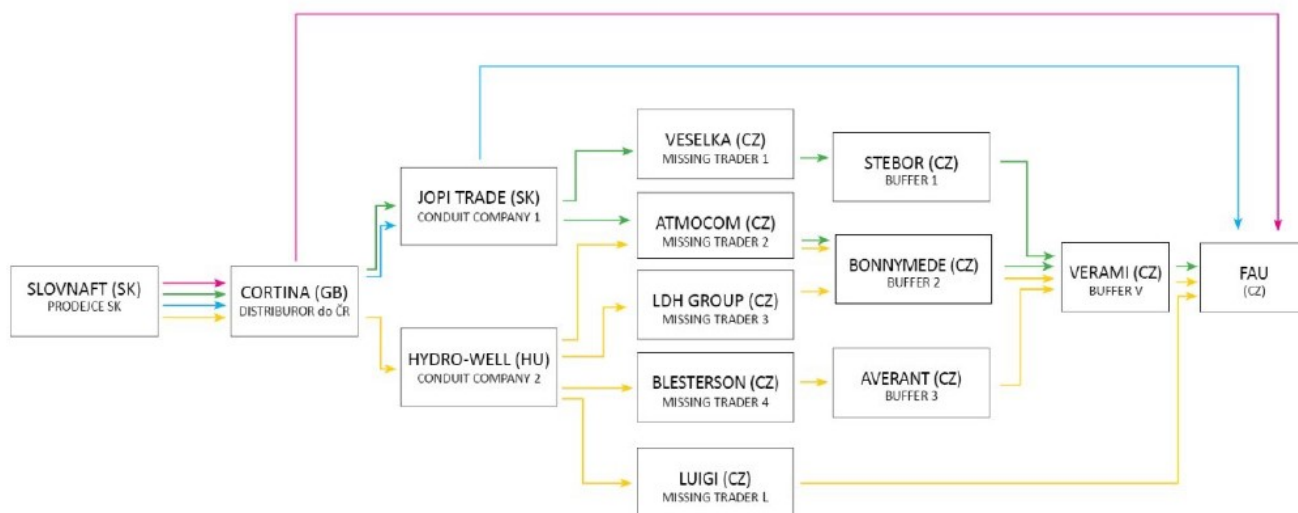 SLOVNAFT (SK)
PRODEJCE SK
CORTINA (GB)
DISTRIBUROR do ČR
JOPI TRADE (SK)
CONDUIT COMPANY 1
HYDRO-WELL (HU)
CONDUIT COMPANY 2
VESELKA (CZ)
MISSING TRADER 1
ATMOCOM (CZ)
MISSING TRADER 2
LDH GROUP (CZ)
MISSING TRADER 3
BLESTERSON (CZ)
MISSING TRADER 4
LUIGI (CZ)
MISSING TRADER L
STEBOR (CZ)
BUFFER 1
BONNYMEDE (CZ)
BUFFER 2
AVERANT (CZ)
BUFFER 3
VERAMI (CZ)
BUFFER V
FAU
(CZ)